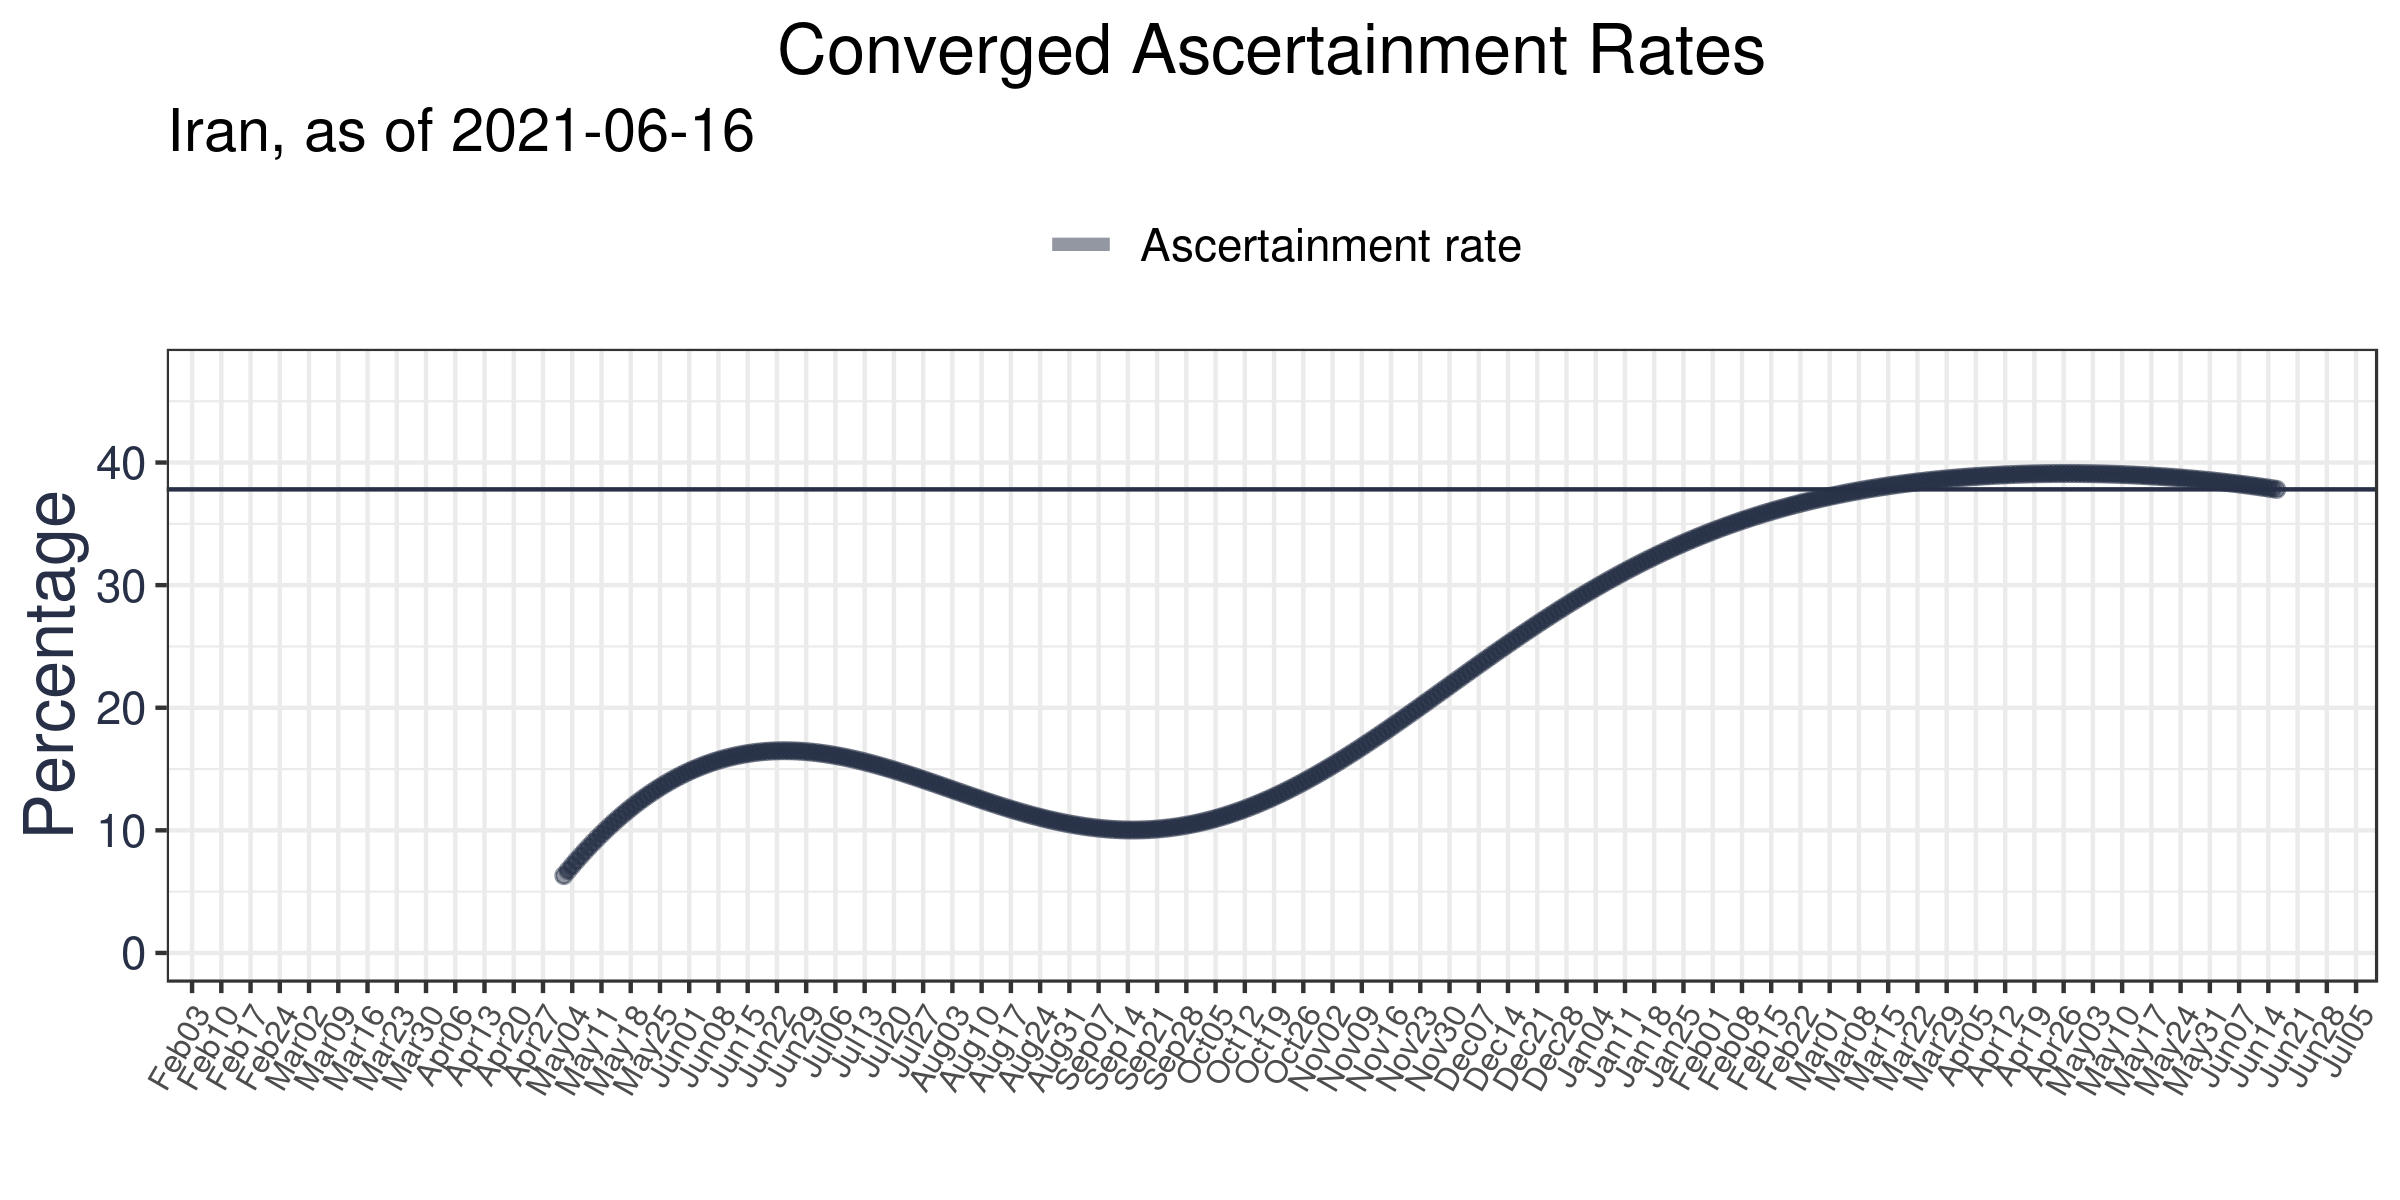 Converged Ascertainment Rates
Iran, as of 2021-06-16
Ascertainment rate
Percentage
40
30
20
10
0
Feb03
Feb10
Feb17
Feb24
Mar02
Mar09
Mar16
Mar23
Mar30
Apr06
Apr13
Apr20
Apr27
May04
May11
May18
May25
Jun01
Jun08
Jun15
Jun22
Jun29
Jul06
Jul13
Jul20
Jul27
Aug03
Aug10
Aug17
Aug24
Aug31
Sep07
Sep14
Sep21
Sep28
Oct05
Oct12
Oct19
Oct26
Nov02
Nov09
Nov16
Nov23
Nov30
Dec07
Dec14
Dec21
Dec28
Jan04
Jan11
Jan18
Jan25
Feb01
Feb08
Feb15
Feb22
Mar01
Mar08
Mar15
Mar22
Mar29
Apr05
Apr12
Apr19
Apr26
May03
May10
May17
May24
May31
Jun07
Jun14
Jun21
Jun28
Jul05